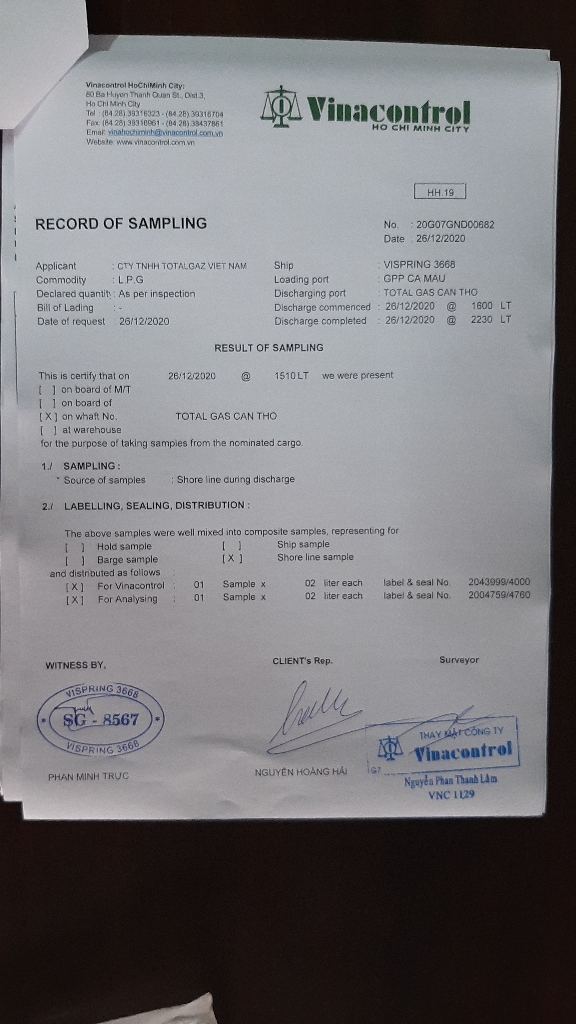 Vinacontrol HoChiMinh City:
80 Ba Huyen Thanh Quan St., Dist.3,
Ho Chi Minh City
Tel : (84.28) 39316323 - (84.28) 39316704
Fax: (84.28) 39316961 - (84.28) 38437861
Email: vinahochiminh@vinacontrol.com.vn
Website: www.vinacontrol.com.vn
Vinacontrol
HO CHI MINH CITY
HH.19
RECORD OF SAMPLING
No. : 20G07GND00682
Date : 26/12/2020
Applicant : CTY TNHH TOTALGAZ VIET NAM Ship : VISPRING 3668
Commodity : L.P.G Loading port : GPP CA MAU
Declared quantity : As per inspection Discharging port : TOTAL GAS CAN THO
Bill of Lading : - Discharge commenced : 26/12/2020 @ 1600 LT
Date of request : 26/12/2020 Discharge completed : 26/12/2020 @ 2230 LT
RESULT OF SAMPLING
This is certify that on 26/12/2020 @ 1510 LT we were present
[ ] on board of M/T
[ ] on board of
[ X ] on whaft No. TOTAL GAS CAN THO
[ ] at warehouse
for the purpose of taking samples from the nominated cargo.
1./ SAMPLING :
* Source of samples : Shore line during discharge
2./ LABELLING, SEALING, DISTRIBUTION :
The above samples were well mixed into composite samples, representing for
[ ] Hold sample [ ] Ship sample
[ ] Barge sample [ X ] Shore line sample
and distributed as follows :
[ X ] For Vinacontrol : 01 Sample x 02 liter each label & seal No. 2043999/4000
[ X ] For Analysing : 01 Sample x 02 liter each label & seal No. 2004759/4760
WITNESS BY, CLIENT's Rep. Surveyor
VISPRING 3668
SG - 8567
VISPRING 3668
THAY MẶT CÔNG TY
Vinacontrol
G7
PHAN MINH TRỰC NGUYỄN HOÀNG HẢI Nguyễn Phan Thanh Lâm
VNC 1129